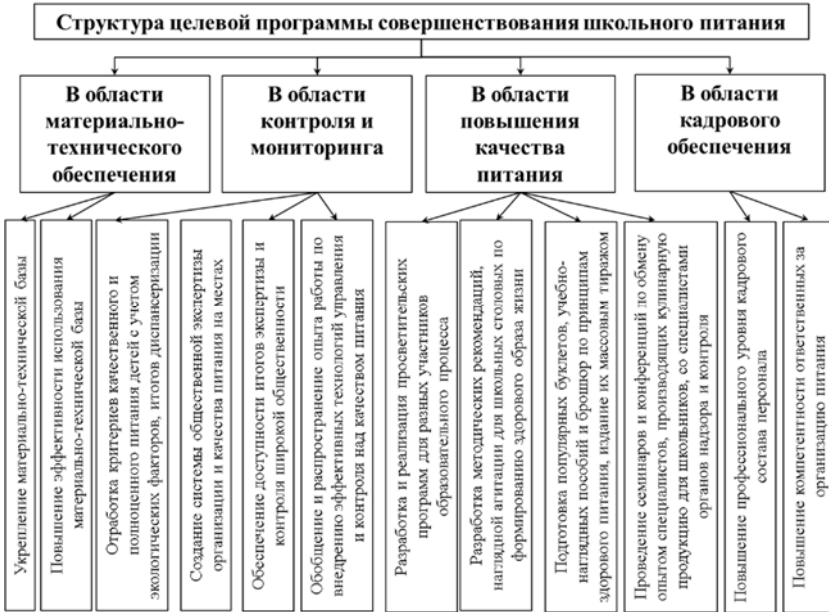 Структура целевой программы совершенствования школьного питания
В области
материально-
технического
обеспечения
В области
контроля и
мониторинга
В области
повышения
качества
питания
В области
кадрового
обеспечения
Укрепление материально-технической базы
Повышение эффективности использования
материально-технической базы
Отработка критериев качественного и
полноценного питания детей с учетом
экологических факторов, итогов диспансеризации
Создание системы общественной экспертизы
организации и качества питания на местах
Обеспечение доступности итогов экспертизы и
контроля широкой общественности
Обобщение и распространение опыта работы по
внедрению эффективных технологий управления
и контроля над качеством питания
Разработка и реализация просветительских
программ для разных участников
образовательного процесса
Разработка методических рекомендаций,
наглядной агитации для школьных столовых по
формированию здорового образа жизни
Подготовка популярных буклетов, учебно-
наглядных пособий и брошюр по принципам
здорового питания, издание их массовым тиражом
Проведение семинаров и конференций по обмену
опытом специалистов, производящих кулинарную
продукцию для школьников, со специалистами
органов надзора и контроля
Повышение профессионального уровня кадрового
состава персонала
Повышение компетентности ответственных за
организацию питания